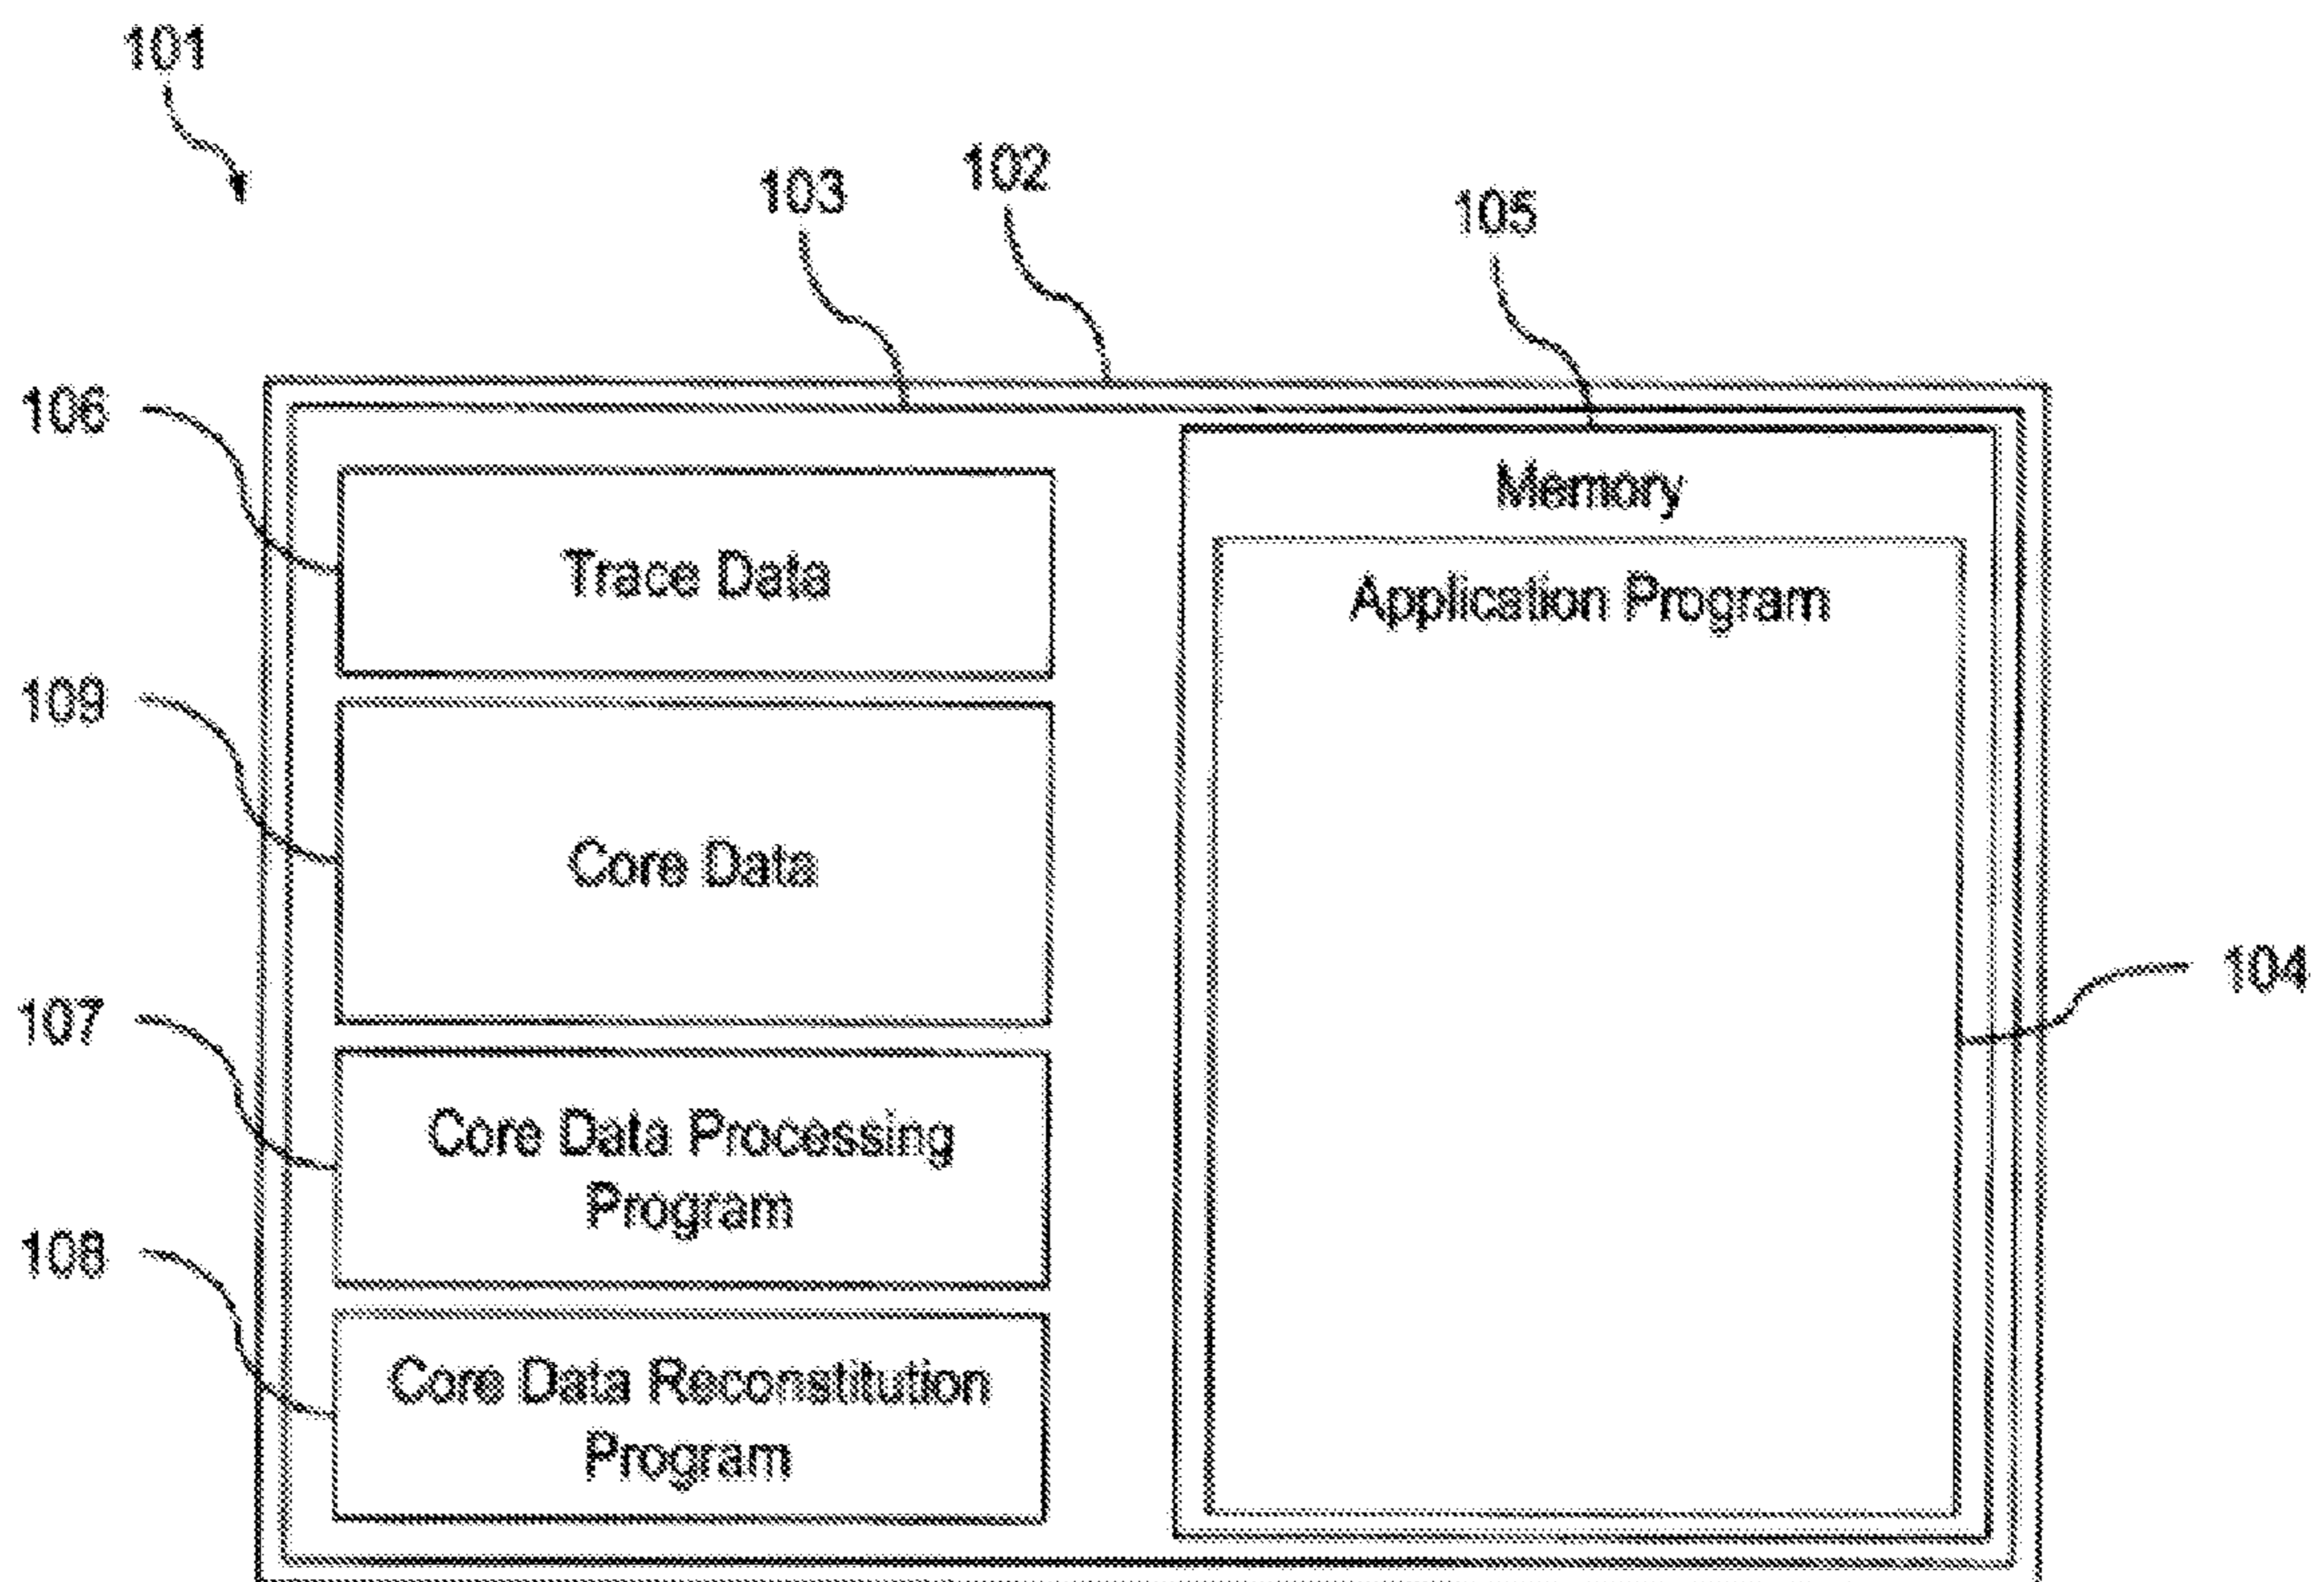 101
102
103
105
106
Memory
Trace Data
Application Program
109
Core Data
104
107
Core Data Processing
Program
108
Core Data Reconstitution
Program